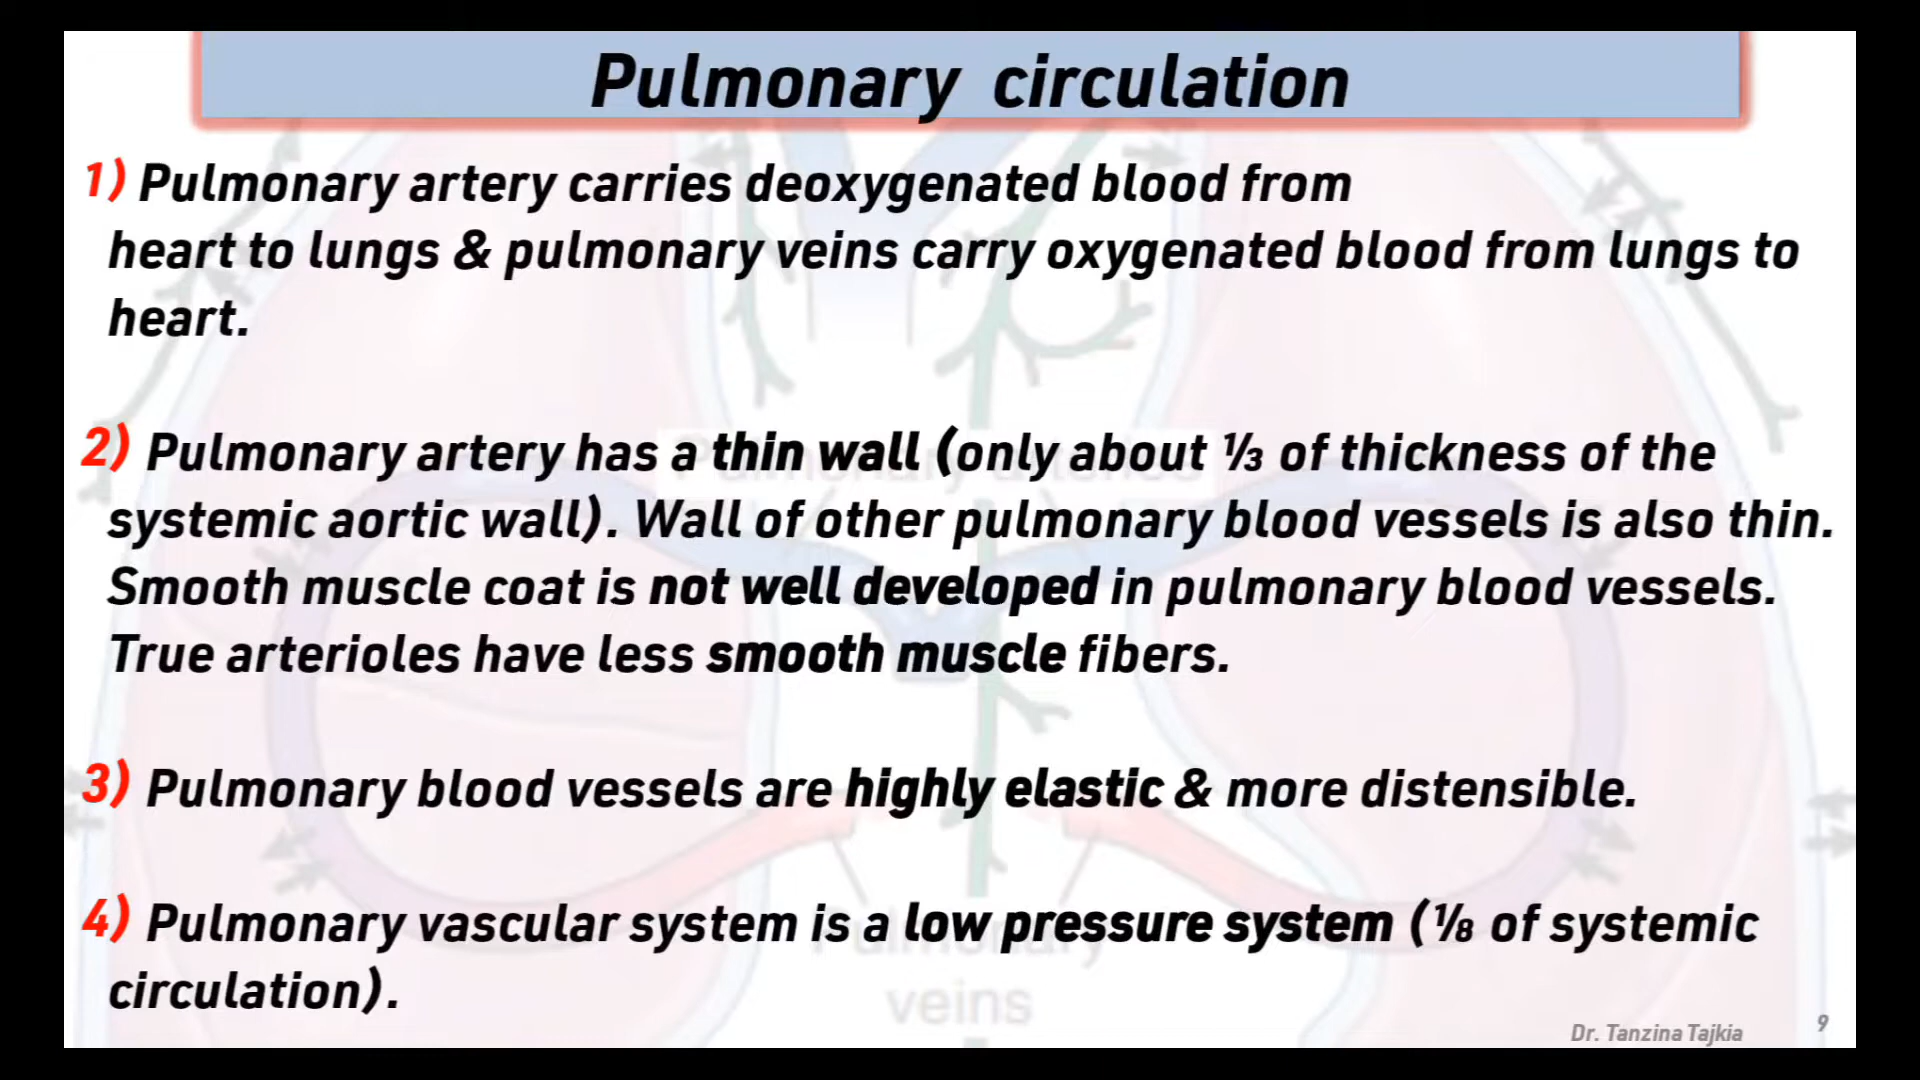 Pulmonary circulation
1) Pulmonary artery carries deoxygenated blood from
heart to lungs & pulmonary veins carry oxygenated blood from lungs to
heart.
2) Pulmonary artery has a thin wall (only about ⅓ of thickness of the
systemic aortic wall). Wall of other pulmonary blood vessels is also thin.
Smooth muscle coat is not well developed in pulmonary blood vessels.
True arterioles have less smooth muscle fibers.
3) Pulmonary blood vessels are highly elastic & more distensible.
4) Pulmonary vascular system is a low pressure system (⅛ of systemic
circulation).
Pulmonary arteries
Pulmonary
veins
Dr. Tanzina Tajkia
9